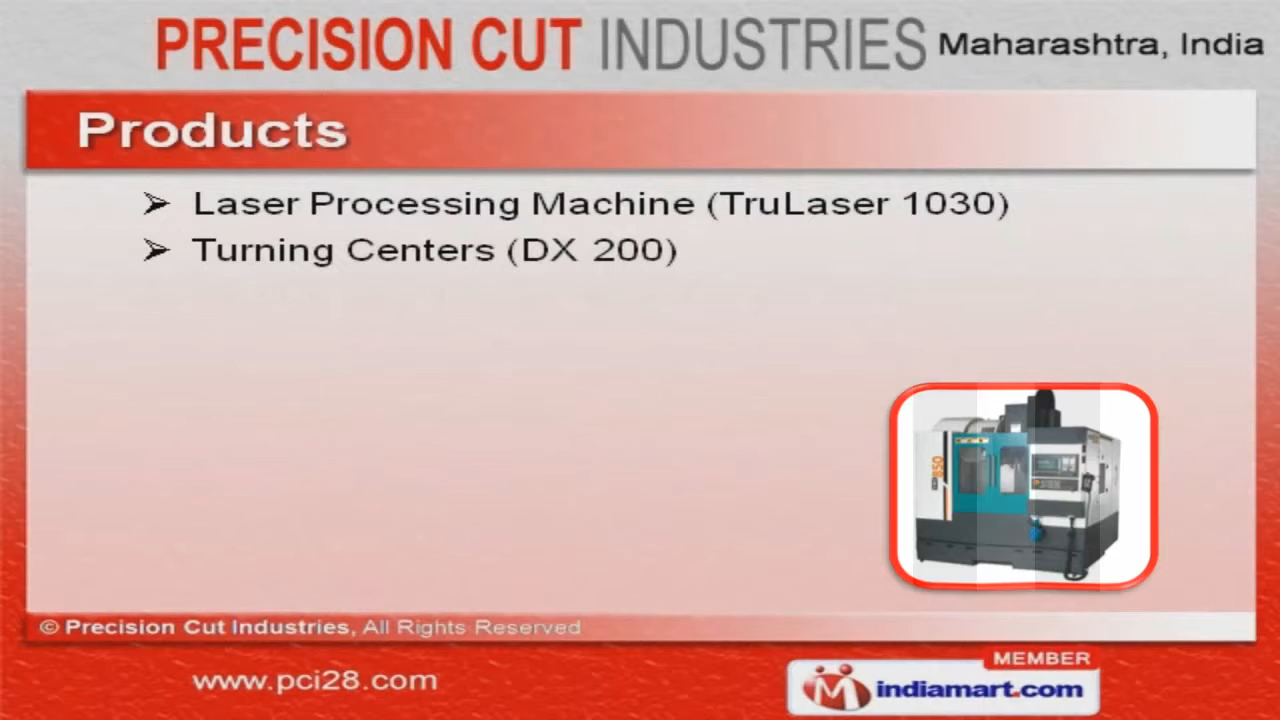 PRECISION CUT INDUSTRIES Maharashtra, India
Products
➢ Laser Processing Machine (TruLaser 1030)
➢ Turning Centers (DX 200)
850
© Precision Cut Industries, All Rights Reserved
www.pci28.com
MEMBER
indiamart.com